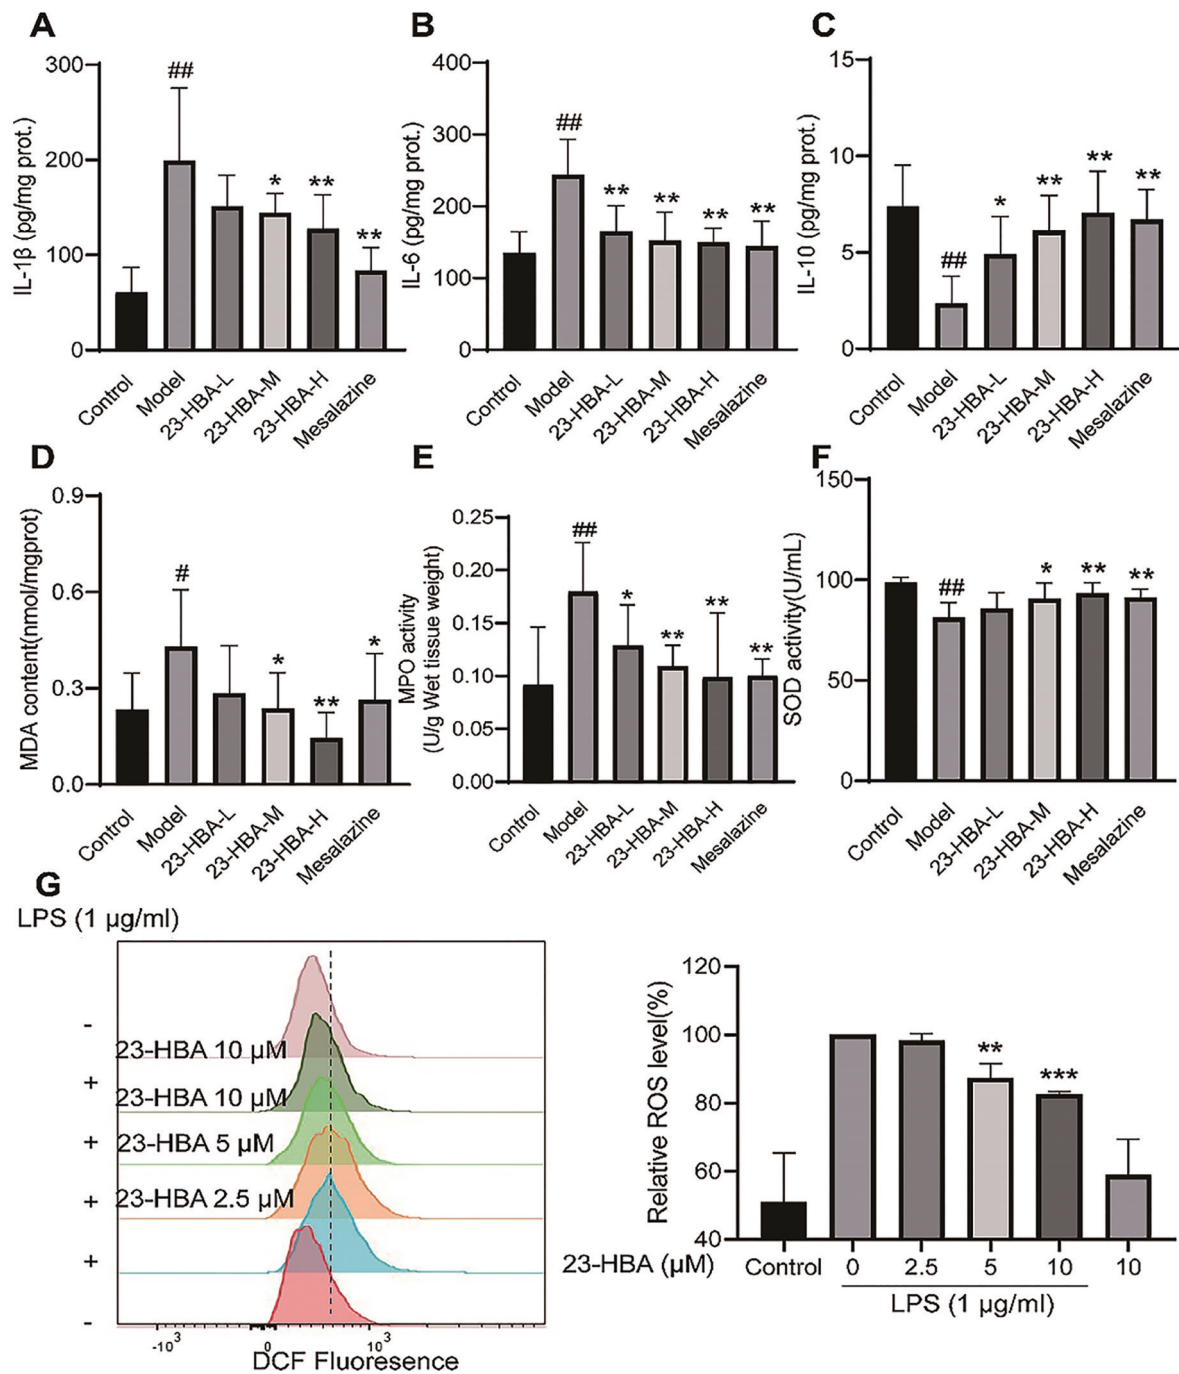 A
IL-1β (pg/mg prot.)
300
200
100
0
##
*
**
**
Control
Model
23-HBA-L
23-HBA-M
23-HBA-H
Mesalazine
B
IL-6 (pg/mg prot.)
400
300
200
100
0
##
**
**
**
**
Control
Model
23-HBA-L
23-HBA-M
23-HBA-H
Mesalazine
C
IL-10 (pg/mg prot.)
15
10
5
0
##
*
**
**
**
Control
Model
23-HBA-L
23-HBA-M
23-HBA-H
Mesalazine
D
MDA content(nmol/mgprot)
0.9
0.6
0.3
0.0
#
*
**
*
Control
Model
23-HBA-L
23-HBA-M
23-HBA-H
Mesalazine
E
MPO activity
(U/g Wet tissue weight)
0.25
0.20
0.15
0.10
0.05
0.00
##
*
**
**
**
Control
Model
23-HBA-L
23-HBA-M
23-HBA-H
Mesalazine
F
SOD activity(U/mL)
150
100
50
0
##
*
**
**
Control
Model
23-HBA-L
23-HBA-M
23-HBA-H
Mesalazine
G
LPS (1 µg/ml)
-
23-HBA 10 µM
+
23-HBA 10 µM
+ 23-HBA 5 µM
+ 23-HBA 2.5 µM
+
-
-10³ 0 10³
DCF Fluoresence
Relative ROS level(%)
120
100
80
60
40
**
***
23-HBA (µM) Control 0 2.5 5 10 10
LPS (1 µg/ml)